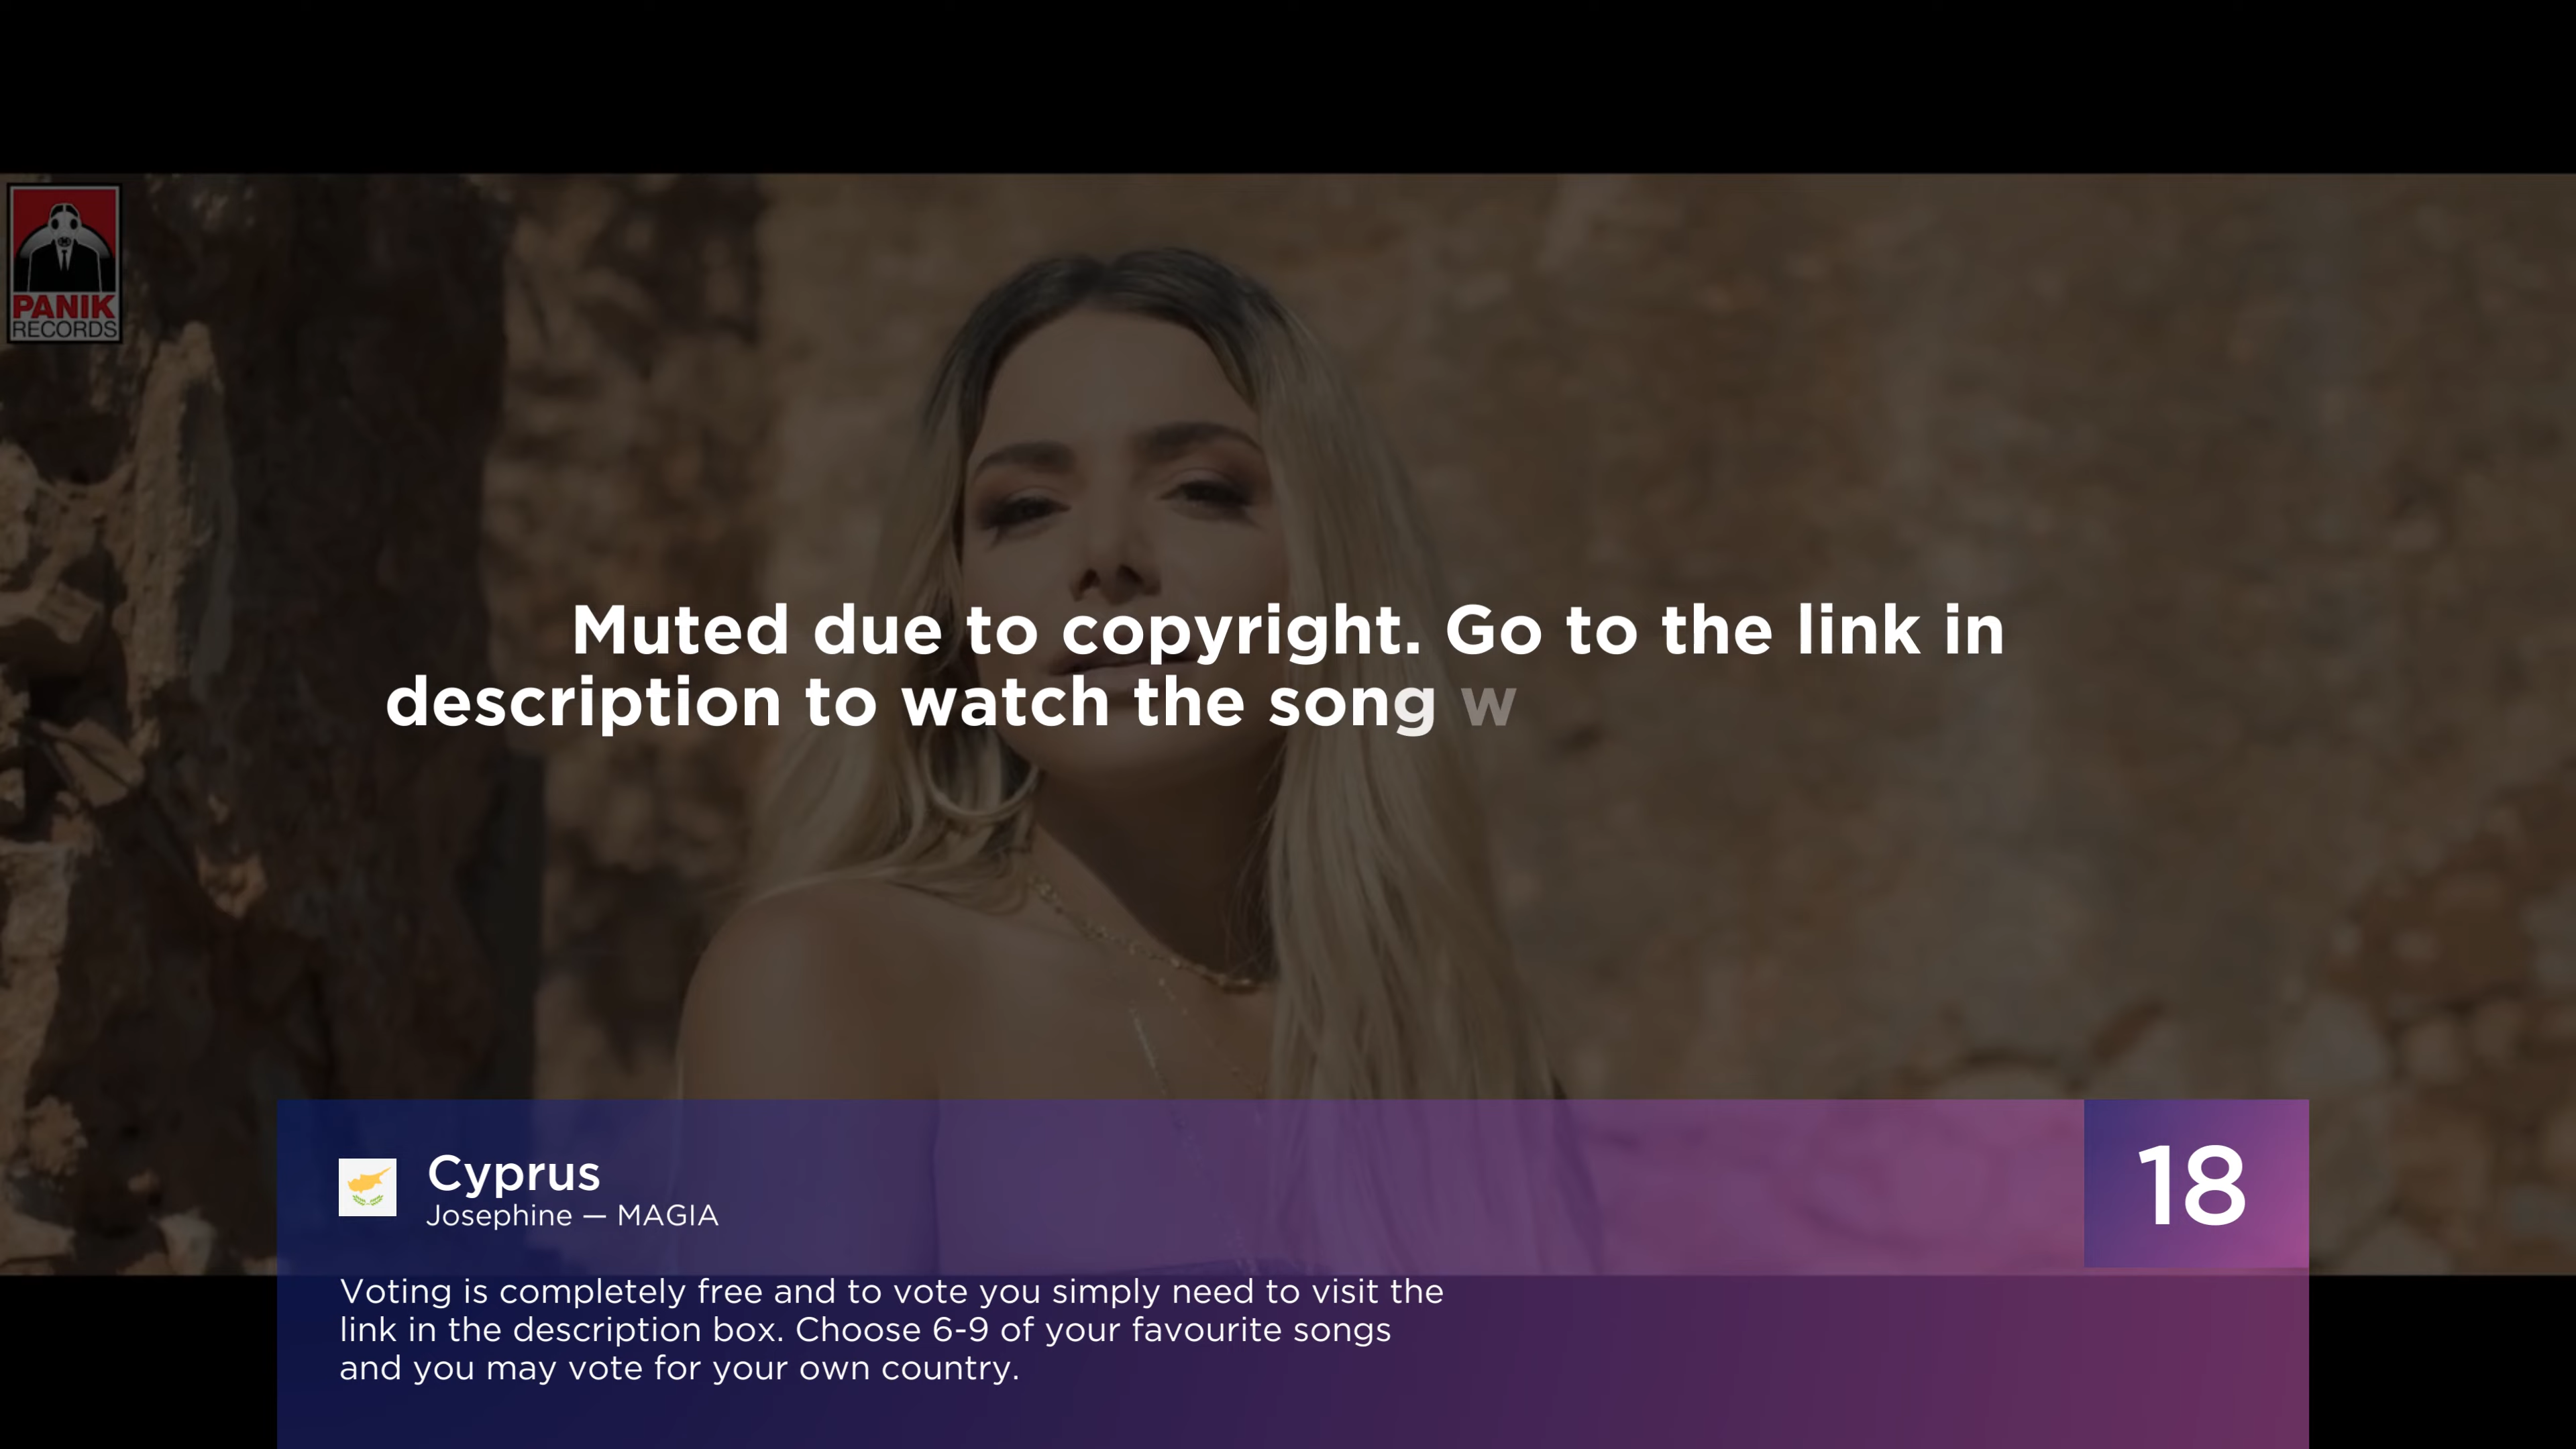 PANIK
RECORDS
Muted due to copyright. Go to the link in
description to watch the song w
Cyprus
Josephine — MAGIA
18
Voting is completely free and to vote you simply need to visit the
link in the description box. Choose 6-9 of your favourite songs
and you may vote for your own country.